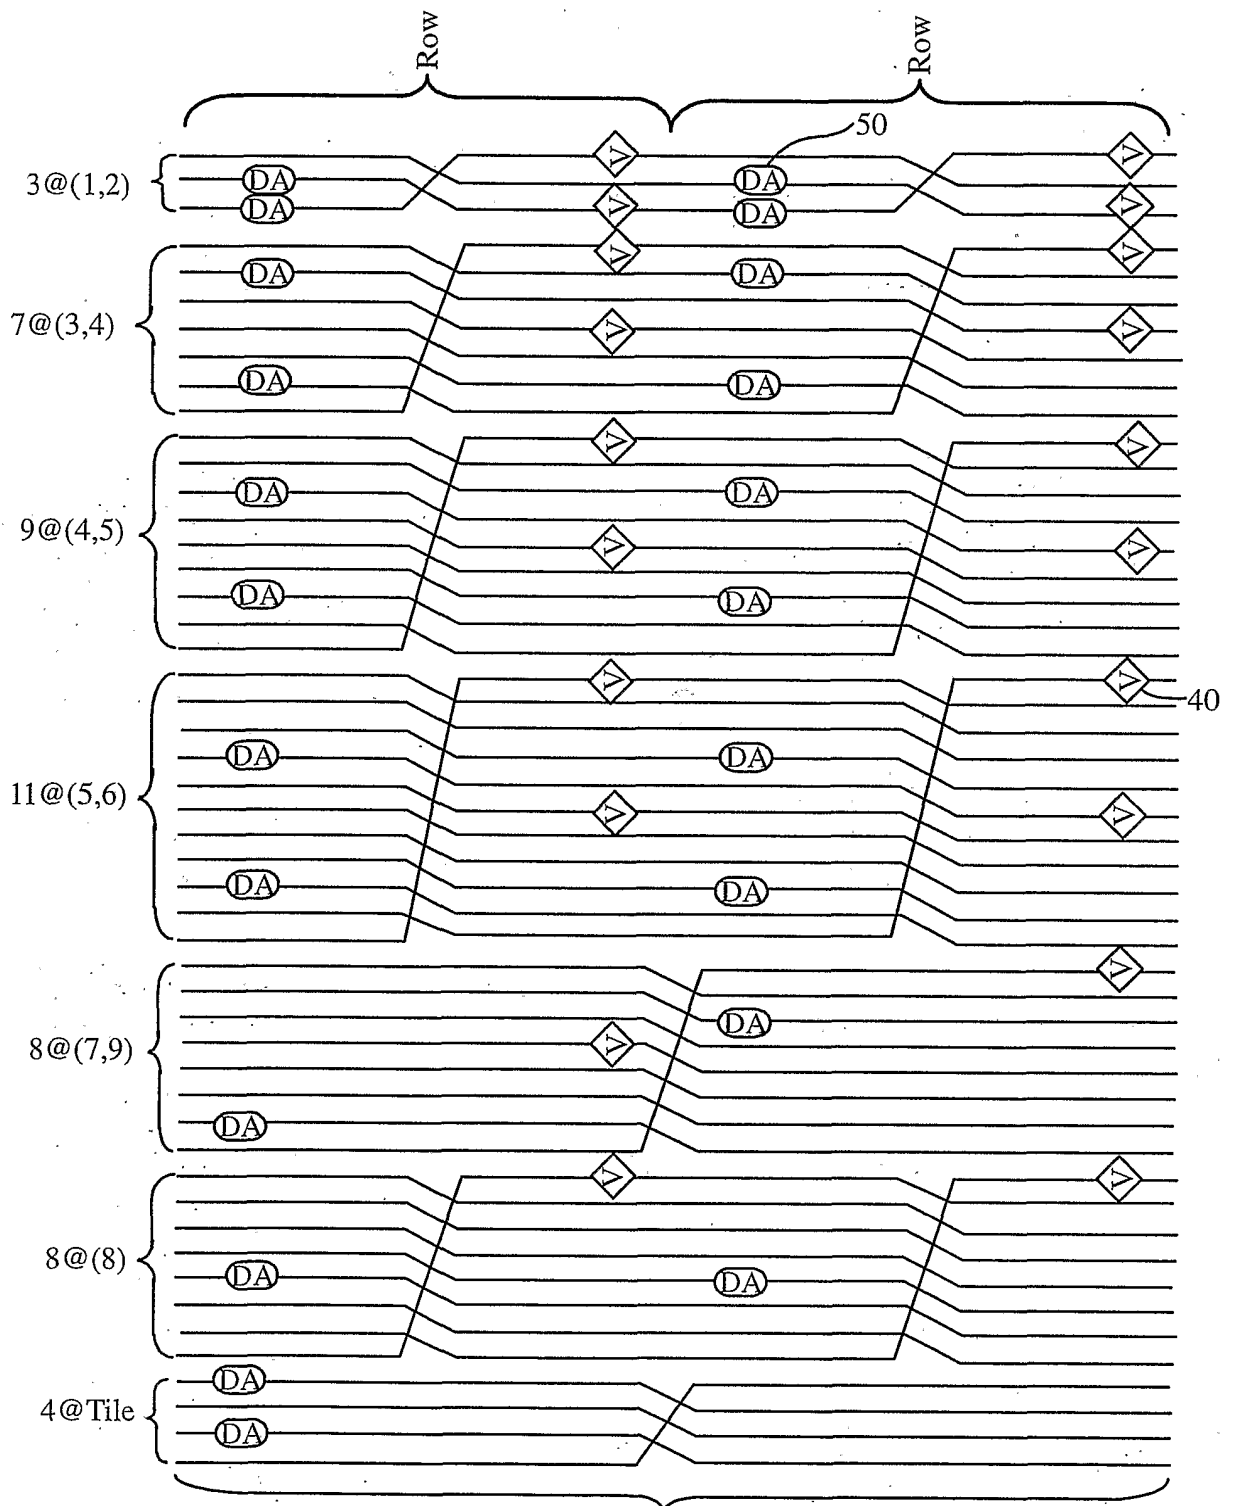 Row Row
50
V V
3@(1,2) DA DA
DA V DA V
V V
DA DA
7@(3,4) V V
DA DA
V V
DA DA
9@(4,5) V V
DA DA
V V 40
DA DA
11@(5,6) V V
DA DA
V
DA
8@(7,9) V
DA
V V
8@(8) DA DA
DA
4@Tile DA